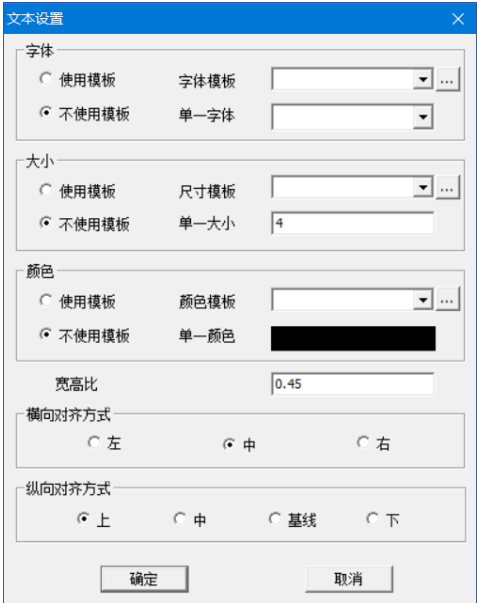 文本设置
字体
使用模板 字体模板 ...
不使用模板 单一字体
大小
使用模板 尺寸模板 ...
不使用模板 单一大小 4
颜色
使用模板 颜色模板 ...
不使用模板 单一颜色
宽高比 0.45
横向对齐方式
左 中 右
纵向对齐方式
上 中 基线 下
确定 取消